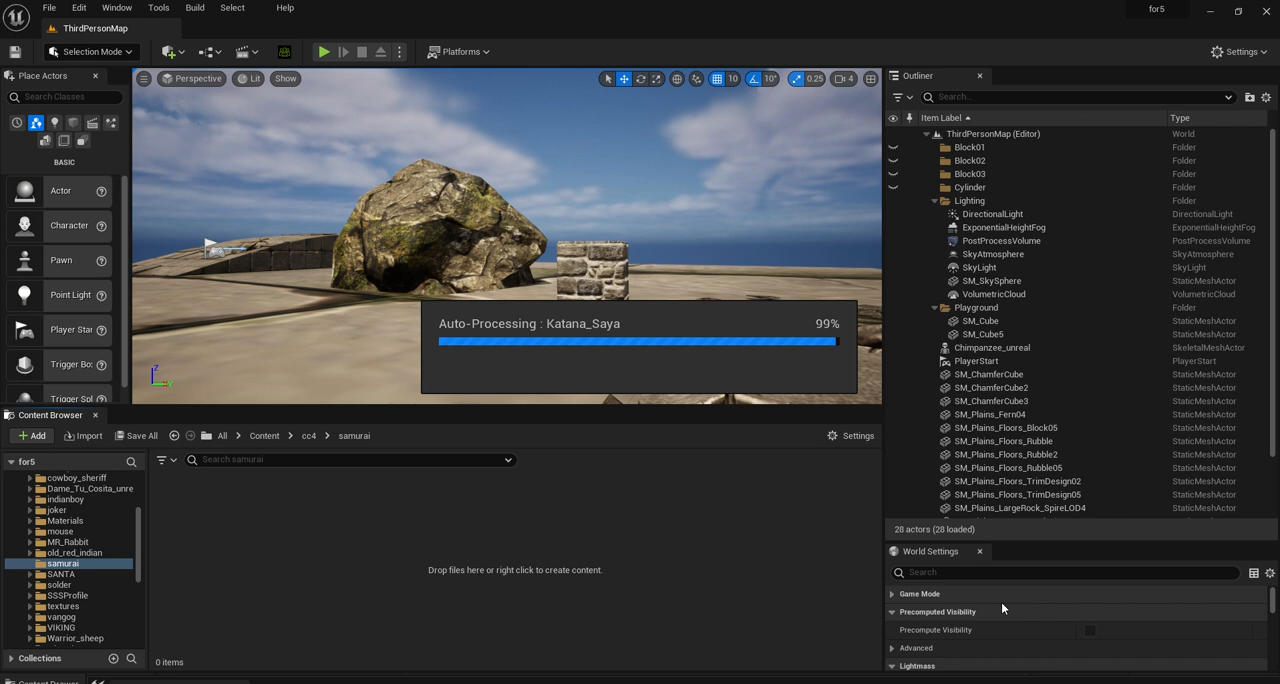 File Edit Window Tools Build Select Help for5
ThirdPersonMap
Selection Mode Platforms Settings
Place Actors
Search Classes
BASIC
Actor
Character
Pawn
Point Light
Player Star
Trigger Bo:
Trigger Spl
Perspective Lit Show 10 10° 0.25 4
Auto-Processing : Katana_Saya 99%
Z
Y
Outliner
Search...
Item Label Type
ThirdPersonMap (Editor) World
Block01 Folder
Block02 Folder
Block03 Folder
Cylinder Folder
Lighting Folder
DirectionalLight DirectionalLight
ExponentialHeightFog ExponentialHeightFog
PostProcessVolume PostProcessVolume
SkyAtmosphere SkyAtmosphere
SkyLight SkyLight
SM_SkySphere StaticMeshActor
VolumetricCloud VolumetricCloud
Playground Folder
SM_Cube StaticMeshActor
SM_Cube5 StaticMeshActor
Chimpanzee_unreal SkeletalMeshActor
PlayerStart PlayerStart
SM_ChamferCube StaticMeshActor
SM_ChamferCube2 StaticMeshActor
SM_ChamferCube3 StaticMeshActor
SM_Plains_Fern04 StaticMeshActor
SM_Plains_Floors_Block05 StaticMeshActor
SM_Plains_Floors_Rubble StaticMeshActor
SM_Plains_Floors_Rubble2 StaticMeshActor
SM_Plains_Floors_Rubble05 StaticMeshActor
SM_Plains_Floors_TrimDesign02 StaticMeshActor
SM_Plains_Floors_TrimDesign05 StaticMeshActor
SM_Plains_LargeRock_SpireLOD4 StaticMeshActor
28 actors (28 loaded)
World Settings
Search
Game Mode
Precomputed Visibility
Precompute Visibility
Advanced
Lightmass
Content Browser
Add Import Save All All Content cc4 samurai Settings
for5
Search samurai
cowboy_sheriff
Dame_Tu_Cosita_unre
indianboy
joker
Materials
mouse
MR_Rabbit
old_red_indian
samurai
SANTA
solder
SSSProfile
textures
vangog
VIKING
Warrior_sheep
Collections
Drop files here or right click to create content.
0 items